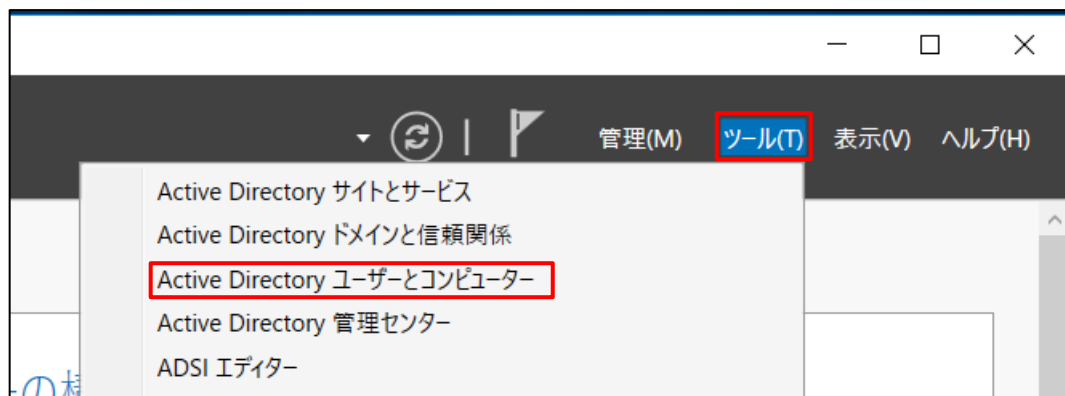 管理(M) ツール(T) 表示(V) ヘルプ(H)
Active Directory サイトとサービス
Active Directory ドメインと信頼関係
Active Directory ユーザーとコンピューター
Active Directory 管理センター
ADSI エディター
ーの構